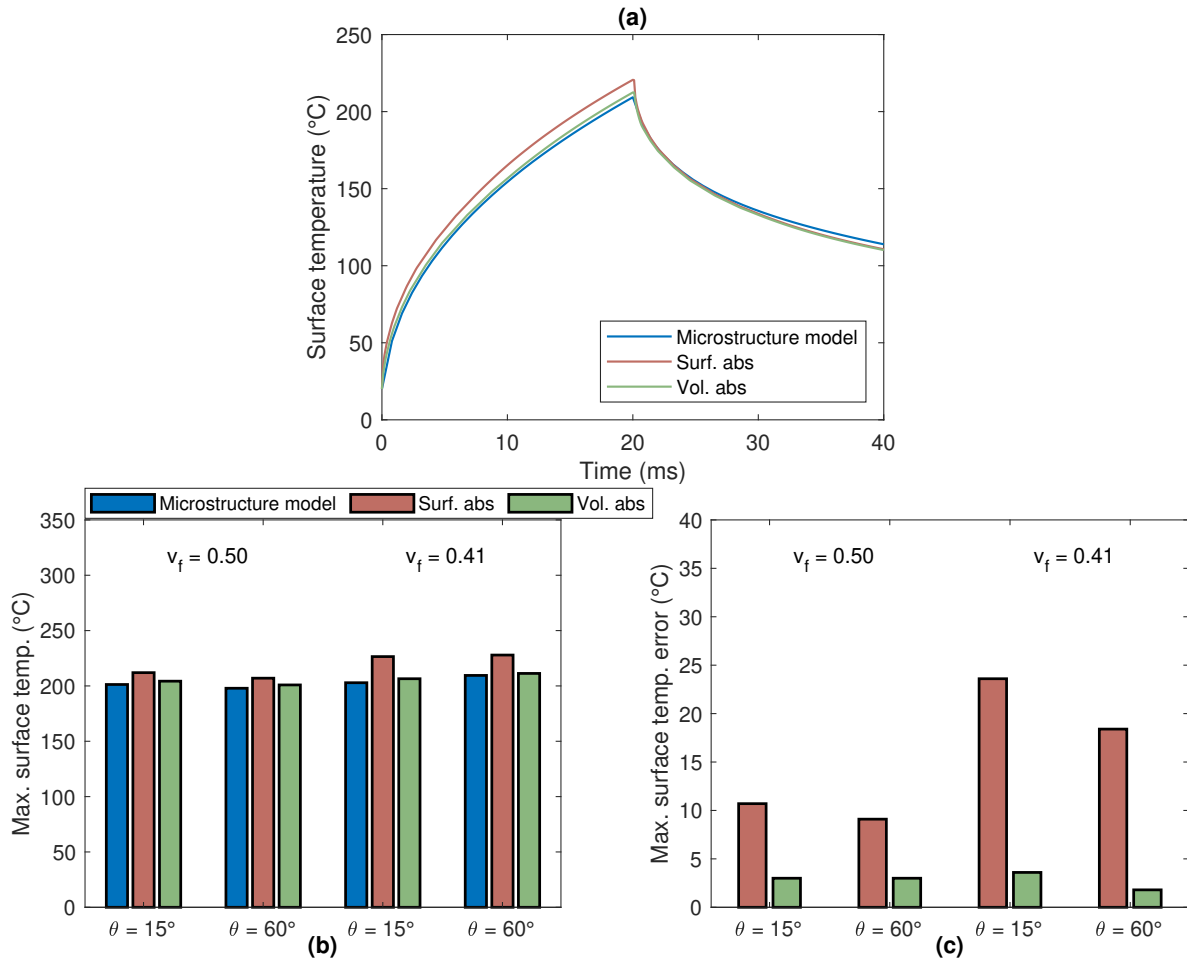 (a)
250
200
150
100
50
0
Surface temperature (°C)
Microstructure model
Surf. abs
Vol. abs
0 10 20 30 40
Time (ms)
Microstructure model Surf. abs Vol. abs
350
300
250
200
150
100
50
0
Max. surface temp. (°C)
v_f = 0.50 v_f = 0.41
θ = 15° θ = 60° θ = 15° θ = 60°
(b)
40
35
30
25
20
15
10
5
0
Max. surface temp. error (°C)
v_f = 0.50 v_f = 0.41
θ = 15° θ = 60° θ = 15° θ = 60°
(c)